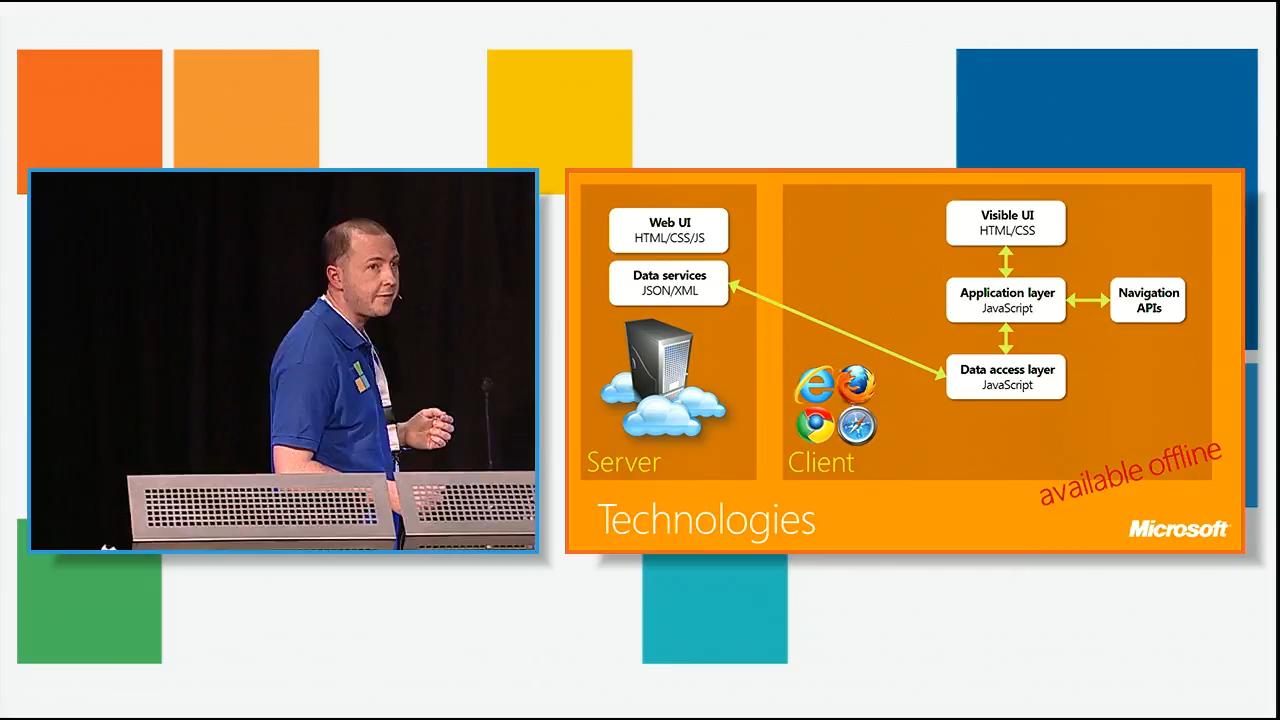 Web UI
HTML/CSS/JS
Data services
JSON/XML
Server
Visible UI
HTML/CSS
Application layer
JavaScript
Navigation
APIs
Data access layer
JavaScript
Client
available offline
Technologies
Microsoft